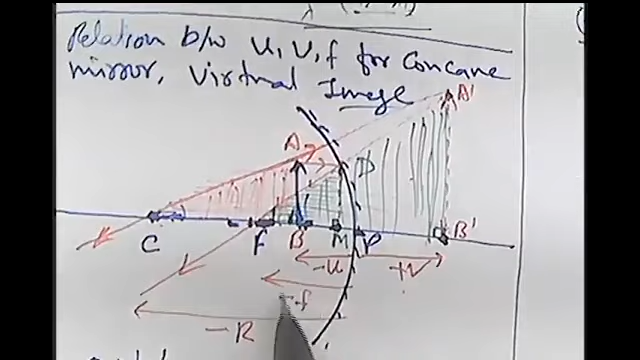 Relation b/w U, V, f for Concave
mirror, Virtual Image
A'
A
D
C F B M P B'
-u +v
-f
-R